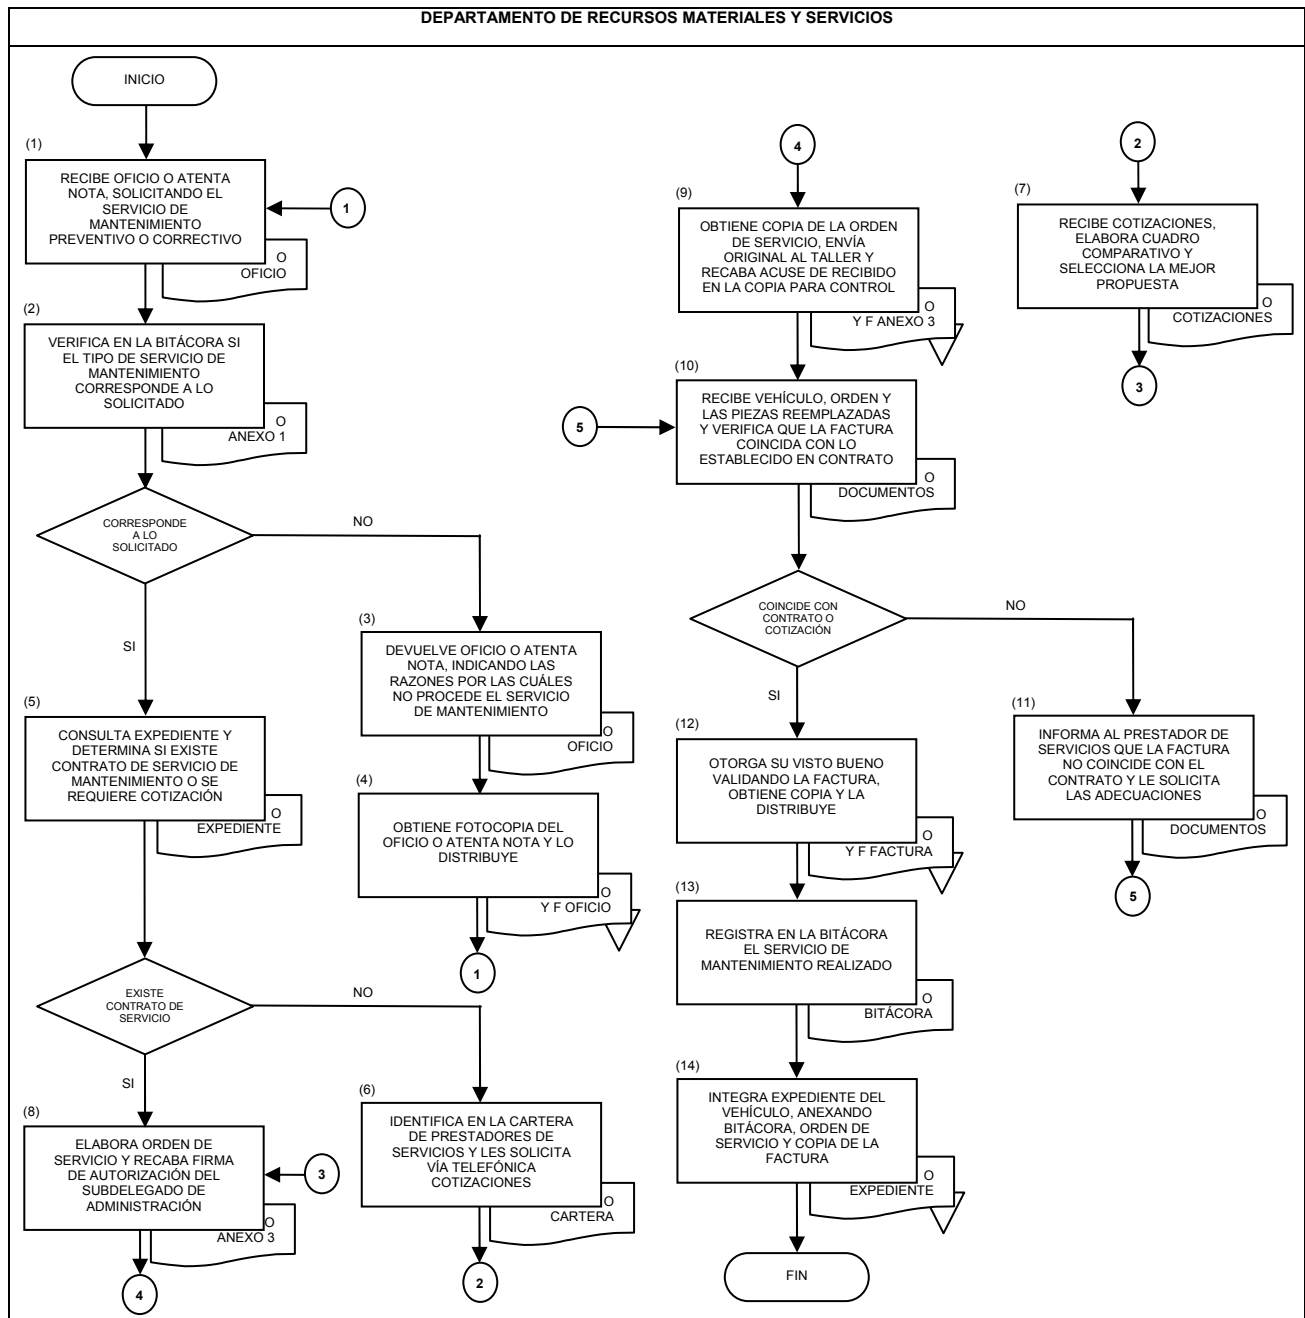 DEPARTAMENTO DE RECURSOS MATERIALES Y SERVICIOS
INICIO
(1)
RECIBE OFICIO O ATENTA
NOTA, SOLICITANDO EL
SERVICIO DE
MANTENIMIENTO
PREVENTIVO O CORRECTIVO
1
O
OFICIO
(2)
VERIFICA EN LA BITÁCORA SI
EL TIPO DE SERVICIO DE
MANTENIMIENTO
CORRESPONDE A LO
SOLICITADO
O
ANEXO 1
CORRESPONDE
A LO
SOLICITADO
NO
SI
(3)
DEVUELVE OFICIO O ATENTA
NOTA, INDICANDO LAS
RAZONES POR LAS CUÁLES
NO PROCEDE EL SERVICIO
DE MANTENIMIENTO
O
OFICIO
(4)
OBTIENE FOTOCOPIA DEL
OFICIO O ATENTA NOTA Y LO
DISTRIBUYE
O
Y F OFICIO
1
(5)
CONSULTA EXPEDIENTE Y
DETERMINA SI EXISTE
CONTRATO DE SERVICIO DE
MANTENIMIENTO O SE
REQUIERE COTIZACIÓN
O
EXPEDIENTE
EXISTE
CONTRATO DE
SERVICIO
NO
SI
(6)
IDENTIFICA EN LA CARTERA
DE PRESTADORES DE
SERVICIOS Y LES SOLICITA
VÍA TELEFÓNICA
COTIZACIONES
O
CARTERA
2
(8)
ELABORA ORDEN DE
SERVICIO Y RECABA FIRMA
DE AUTORIZACIÓN DEL
SUBDELEGADO DE
ADMINISTRACIÓN
3
O
ANEXO 3
4
4
(9)
OBTIENE COPIA DE LA ORDEN
DE SERVICIO, ENVÍA
ORIGINAL AL TALLER Y
RECABA ACUSE DE RECIBIDO
EN LA COPIA PARA CONTROL
O
Y F ANEXO 3
(10)
RECIBE VEHÍCULO, ORDEN Y
LAS PIEZAS REEMPLAZADAS
Y VERIFICA QUE LA FACTURA
COINCIDA CON LO
ESTABLECIDO EN CONTRATO
5
O
DOCUMENTOS
COINCIDE CON
CONTRATO O
COTIZACIÓN
NO
SI
(12)
OTORGA SU VISTO BUENO
VALIDANDO LA FACTURA,
OBTIENE COPIA Y LA
DISTRIBUYE
O
Y F FACTURA
(13)
REGISTRA EN LA BITÁCORA
EL SERVICIO DE
MANTENIMIENTO REALIZADO
O
BITÁCORA
(14)
INTEGRA EXPEDIENTE DEL
VEHÍCULO, ANEXANDO
BITÁCORA, ORDEN DE
SERVICIO Y COPIA DE LA
FACTURA
O
EXPEDIENTE
FIN
2
(7)
RECIBE COTIZACIONES,
ELABORA CUADRO
COMPARATIVO Y
SELECCIONA LA MEJOR
PROPUESTA
O
COTIZACIONES
3
(11)
INFORMA AL PRESTADOR DE
SERVICIOS QUE LA FACTURA
NO COINCIDE CON EL
CONTRATO Y LE SOLICITA
LAS ADECUACIONES
O
DOCUMENTOS
5